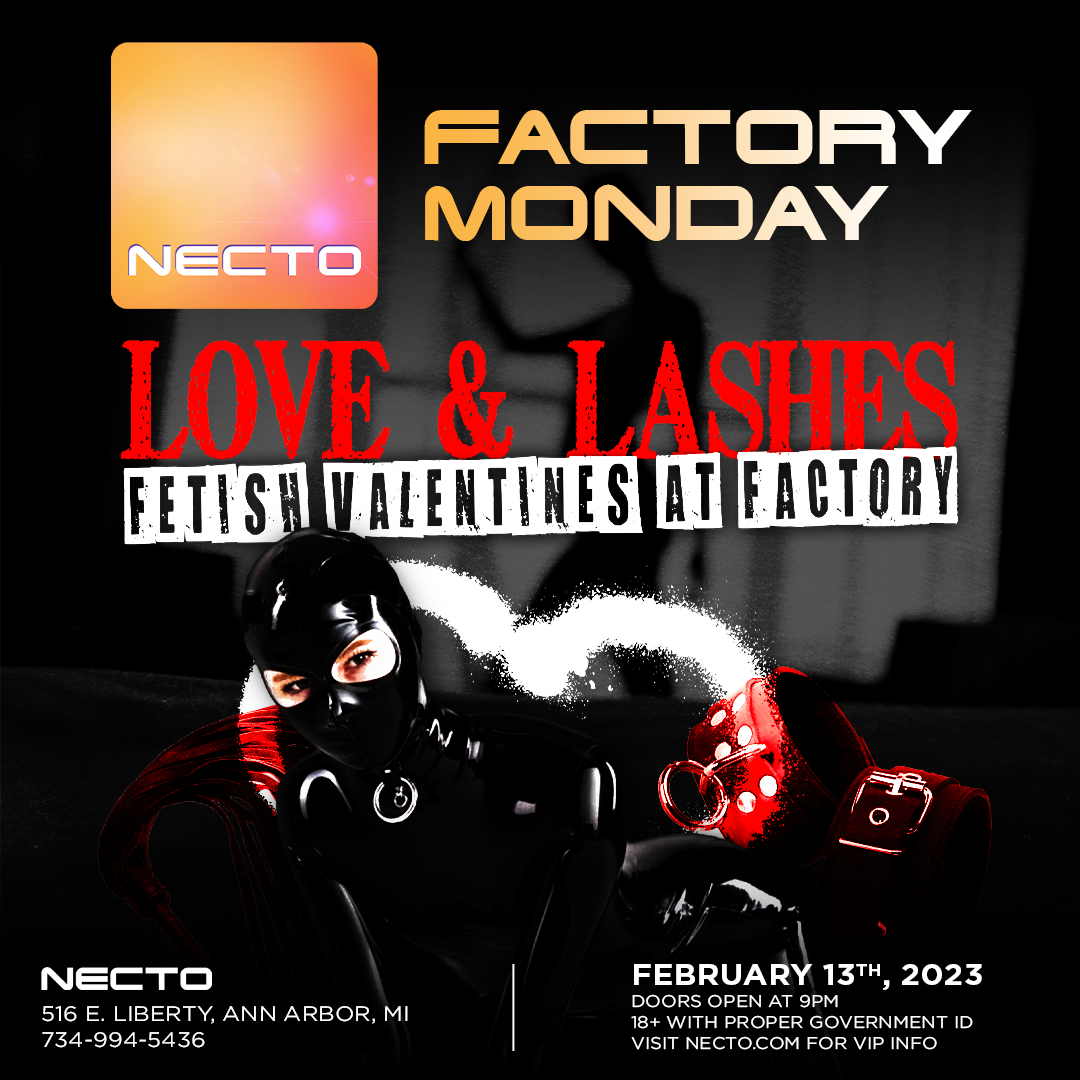 NECTO
FACTORY
MONDAY
LOVE & LASHES
FETISH VALENTINES AT FACTORY
NECTO
516 E. LIBERTY, ANN ARBOR, MI
734-994-5436
FEBRUARY 13TH, 2023
DOORS OPEN AT 9PM
18+ WITH PROPER GOVERNMENT ID
VISIT NECTO.COM FOR VIP INFO